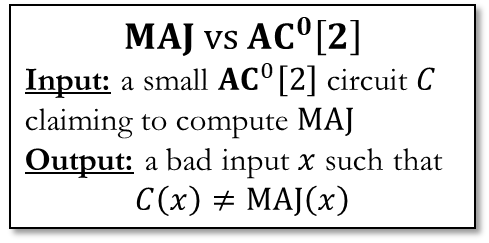 MAJ vs AC⁰[2]
Input: a small AC⁰[2] circuit C
claiming to compute MAJ
Output: a bad input x such that
C(x) ≠ MAJ(x)